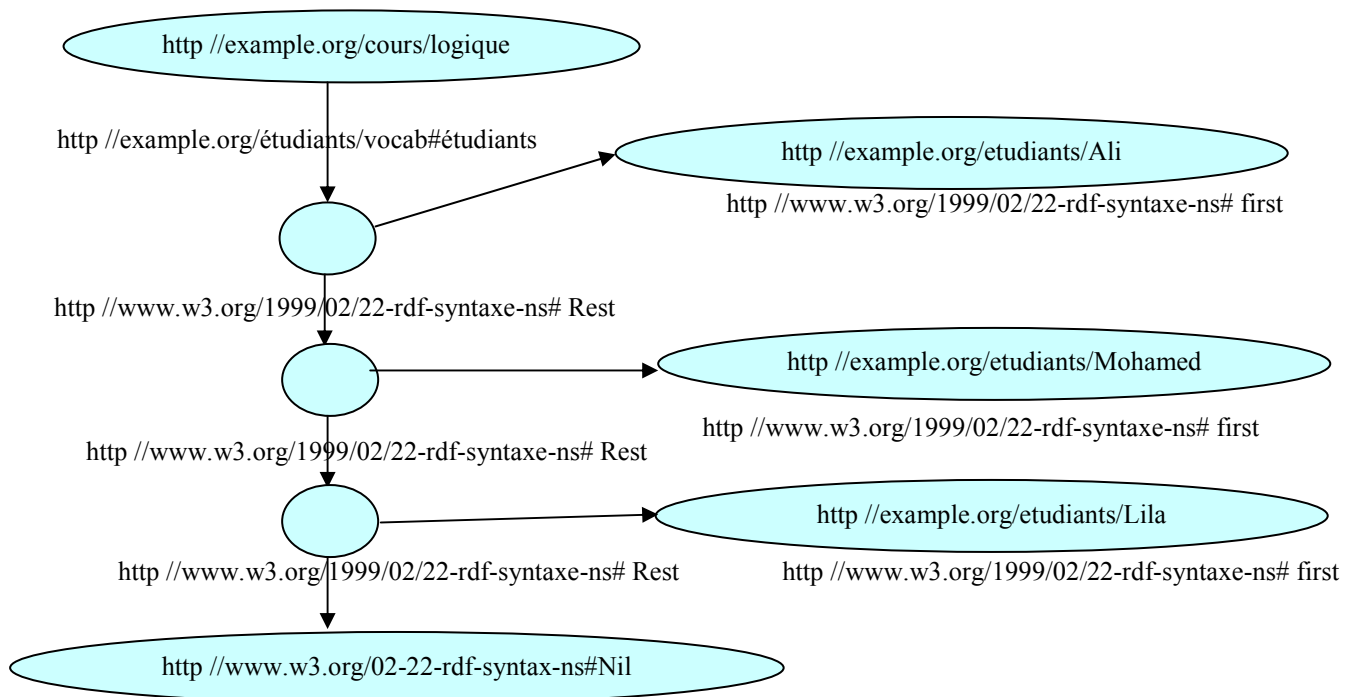 http //example.org/cours/logique
http //example.org/étudiants/vocab#étudiants
http //example.org/etudiants/Ali
http //www.w3.org/1999/02/22-rdf-syntaxe-ns# first
http //www.w3.org/1999/02/22-rdf-syntaxe-ns# Rest
http //example.org/etudiants/Mohamed
http //www.w3.org/1999/02/22-rdf-syntaxe-ns# first
http //www.w3.org/1999/02/22-rdf-syntaxe-ns# Rest
http //example.org/etudiants/Lila
http //www.w3.org/1999/02/22-rdf-syntaxe-ns# Rest
http //www.w3.org/1999/02/22-rdf-syntaxe-ns# first
http //www.w3.org/02-22-rdf-syntax-ns#Nil